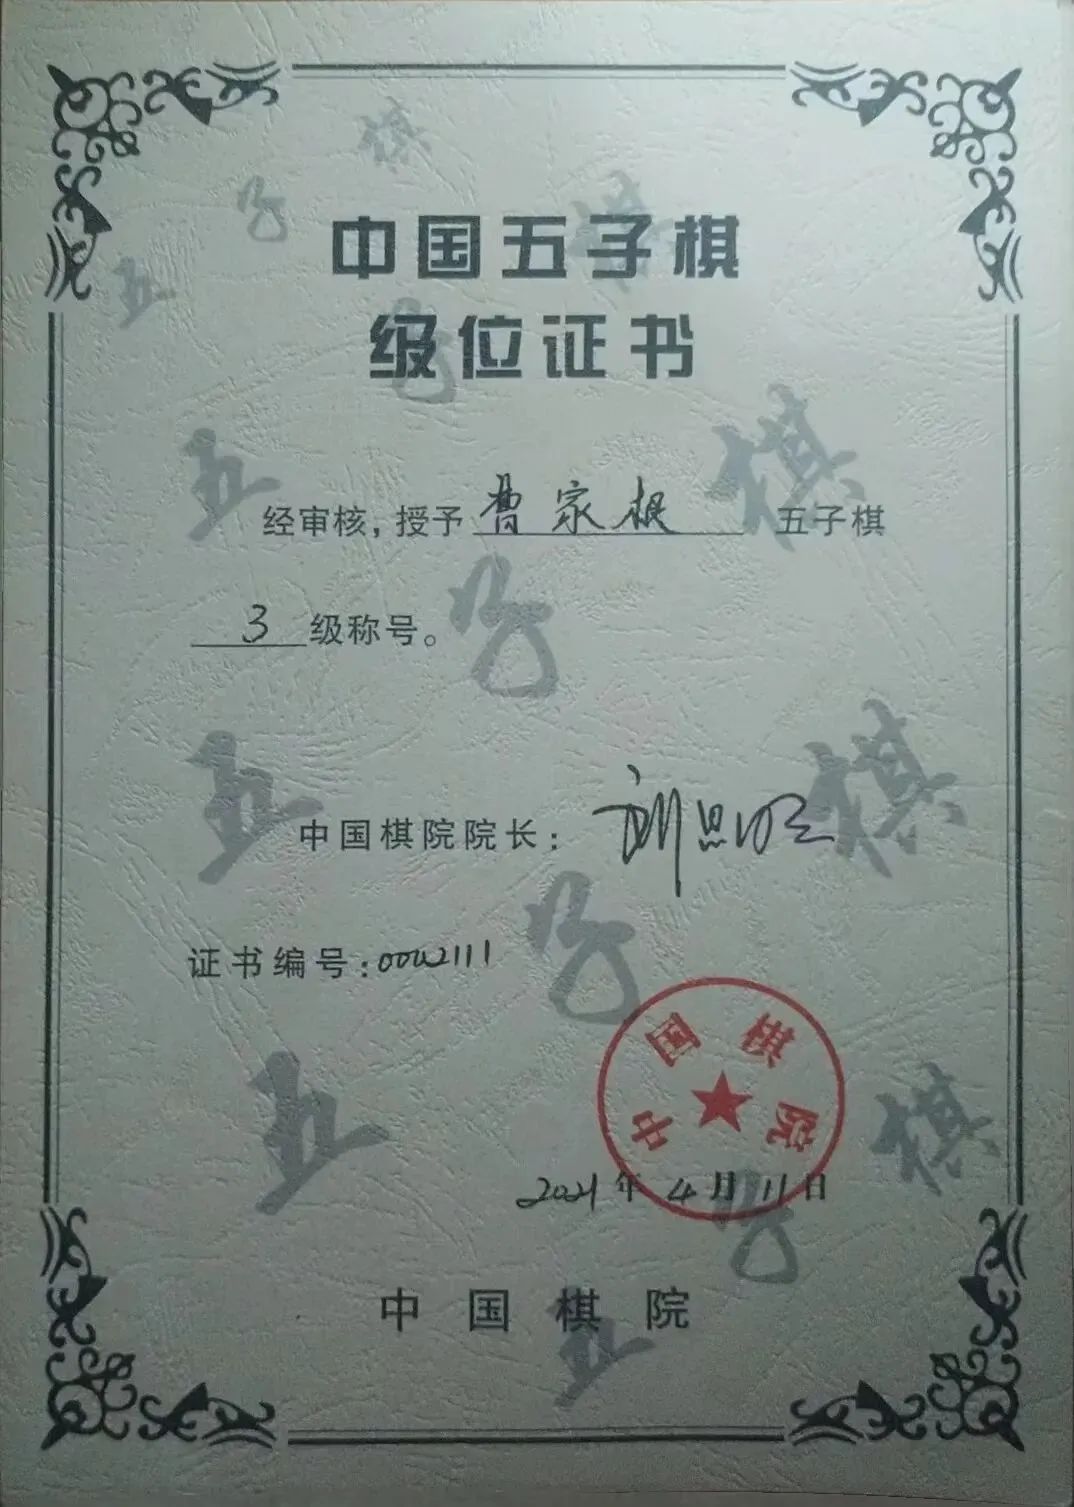 中国五子棋
级位证书
经审核，授予 曹家根 五子棋
3 级称号。
中国棋院院长：
证书编号：0002111
中国棋院
2021年4月11日
中国棋院